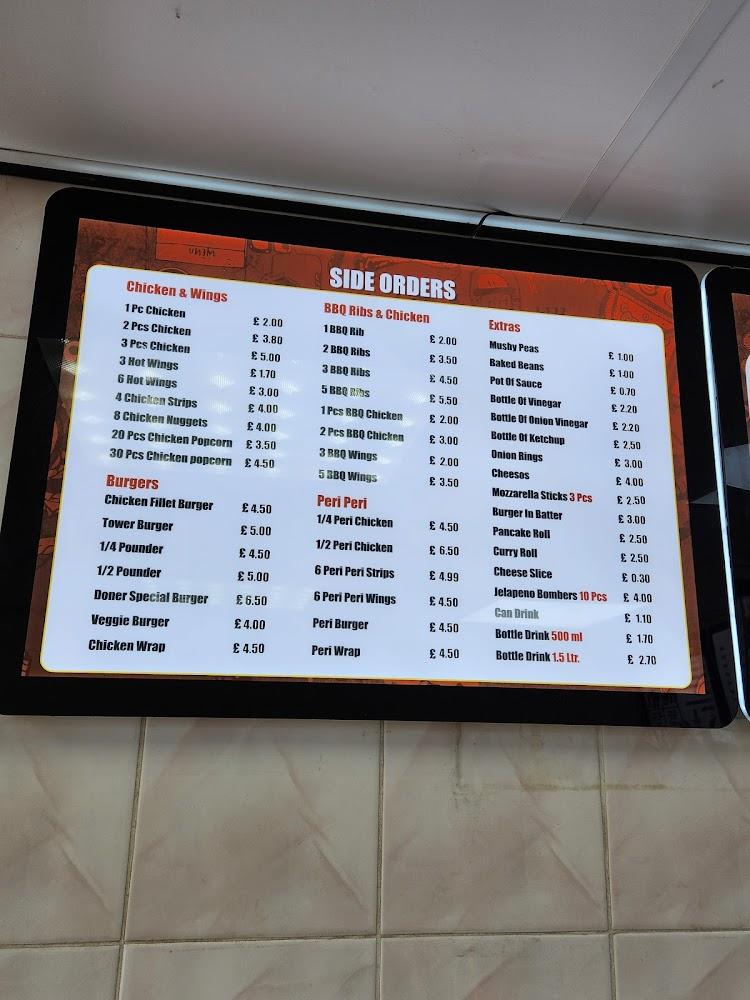 MENU
SIDE ORDERS
Chicken & Wings
1 Pc Chicken £ 2.00
2 Pcs Chicken £ 3.80
3 Pcs Chicken £ 5.00
3 Hot Wings £ 1.70
6 Hot Wings £ 3.00
4 Chicken Strips £ 4.00
8 Chicken Nuggets £ 4.00
20 Pcs Chicken Popcorn £ 3.50
30 Pcs Chicken popcorn £ 4.50
Burgers
Chicken Fillet Burger £ 4.50
Tower Burger £ 5.00
1/4 Pounder £ 4.50
1/2 Pounder £ 5.00
Doner Special Burger £ 6.50
Veggie Burger £ 4.00
Chicken Wrap £ 4.50
BBQ Ribs & Chicken
1 BBQ Rib £ 2.00
2 BBQ Ribs £ 3.50
3 BBQ Ribs £ 4.50
5 BBQ Ribs £ 5.50
1 Pcs BBQ Chicken £ 2.00
2 Pcs BBQ Chicken £ 3.00
3 BBQ Wings £ 2.00
5 BBQ Wings £ 3.50
Peri Peri
1/4 Peri Chicken £ 4.50
1/2 Peri Chicken £ 6.50
6 Peri Peri Strips £ 4.99
6 Peri Peri Wings £ 4.50
Peri Burger £ 4.50
Peri Wrap £ 4.50
Extras
Mushy Peas £ 1.00
Baked Beans £ 1.00
Pot Of Sauce £ 0.70
Bottle Of Vinegar £ 2.20
Bottle Of Onion Vinegar £ 2.20
Bottle Of Ketchup £ 2.50
Onion Rings £ 3.00
Cheesos £ 4.00
Mozzarella Sticks 3 Pcs £ 2.50
Burger In Batter £ 3.00
Pancake Roll £ 2.50
Curry Roll £ 2.50
Cheese Slice £ 0.30
Jelapeno Bombers 10 Pcs £ 4.00
Can Drink £ 1.10
Bottle Drink 500 ml £ 1.70
Bottle Drink 1.5 Ltr. £ 2.70